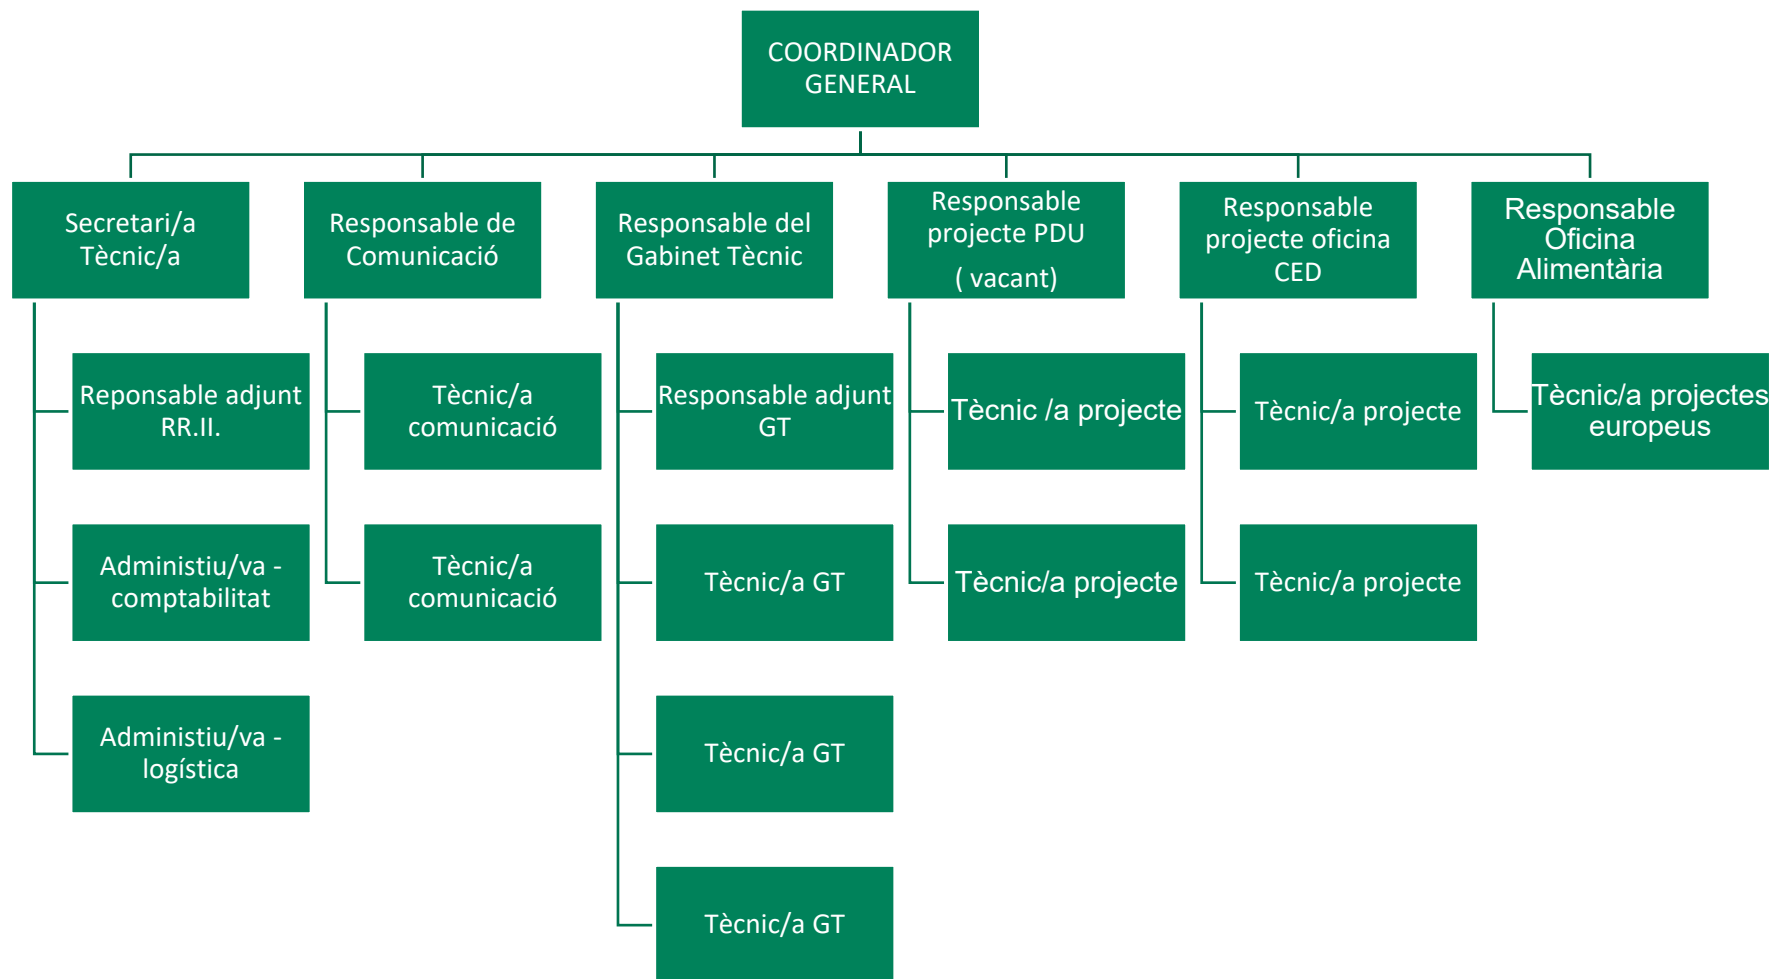 COORDINADOR
GENERAL
Secretari/a
Tècnic/a
Responsable de
Comunicació
Responsable del
Gabinet Tècnic
Responsable
projecte PDU
( vacant)
Responsable
projecte oficina
CED
Responsable
Oficina
Alimentària
Reponsable adjunt
RR.II.
Tècnic/a
comunicació
Responsable adjunt
GT
Tècnic /a projecte
Tècnic/a projecte
Tècnic/a projectes
europeus
Administiu/va -
comptabilitat
Tècnic/a
comunicació
Tècnic/a GT
Tècnic/a projecte
Tècnic/a projecte
Administiu/va -
logística
Tècnic/a GT
Tècnic/a GT